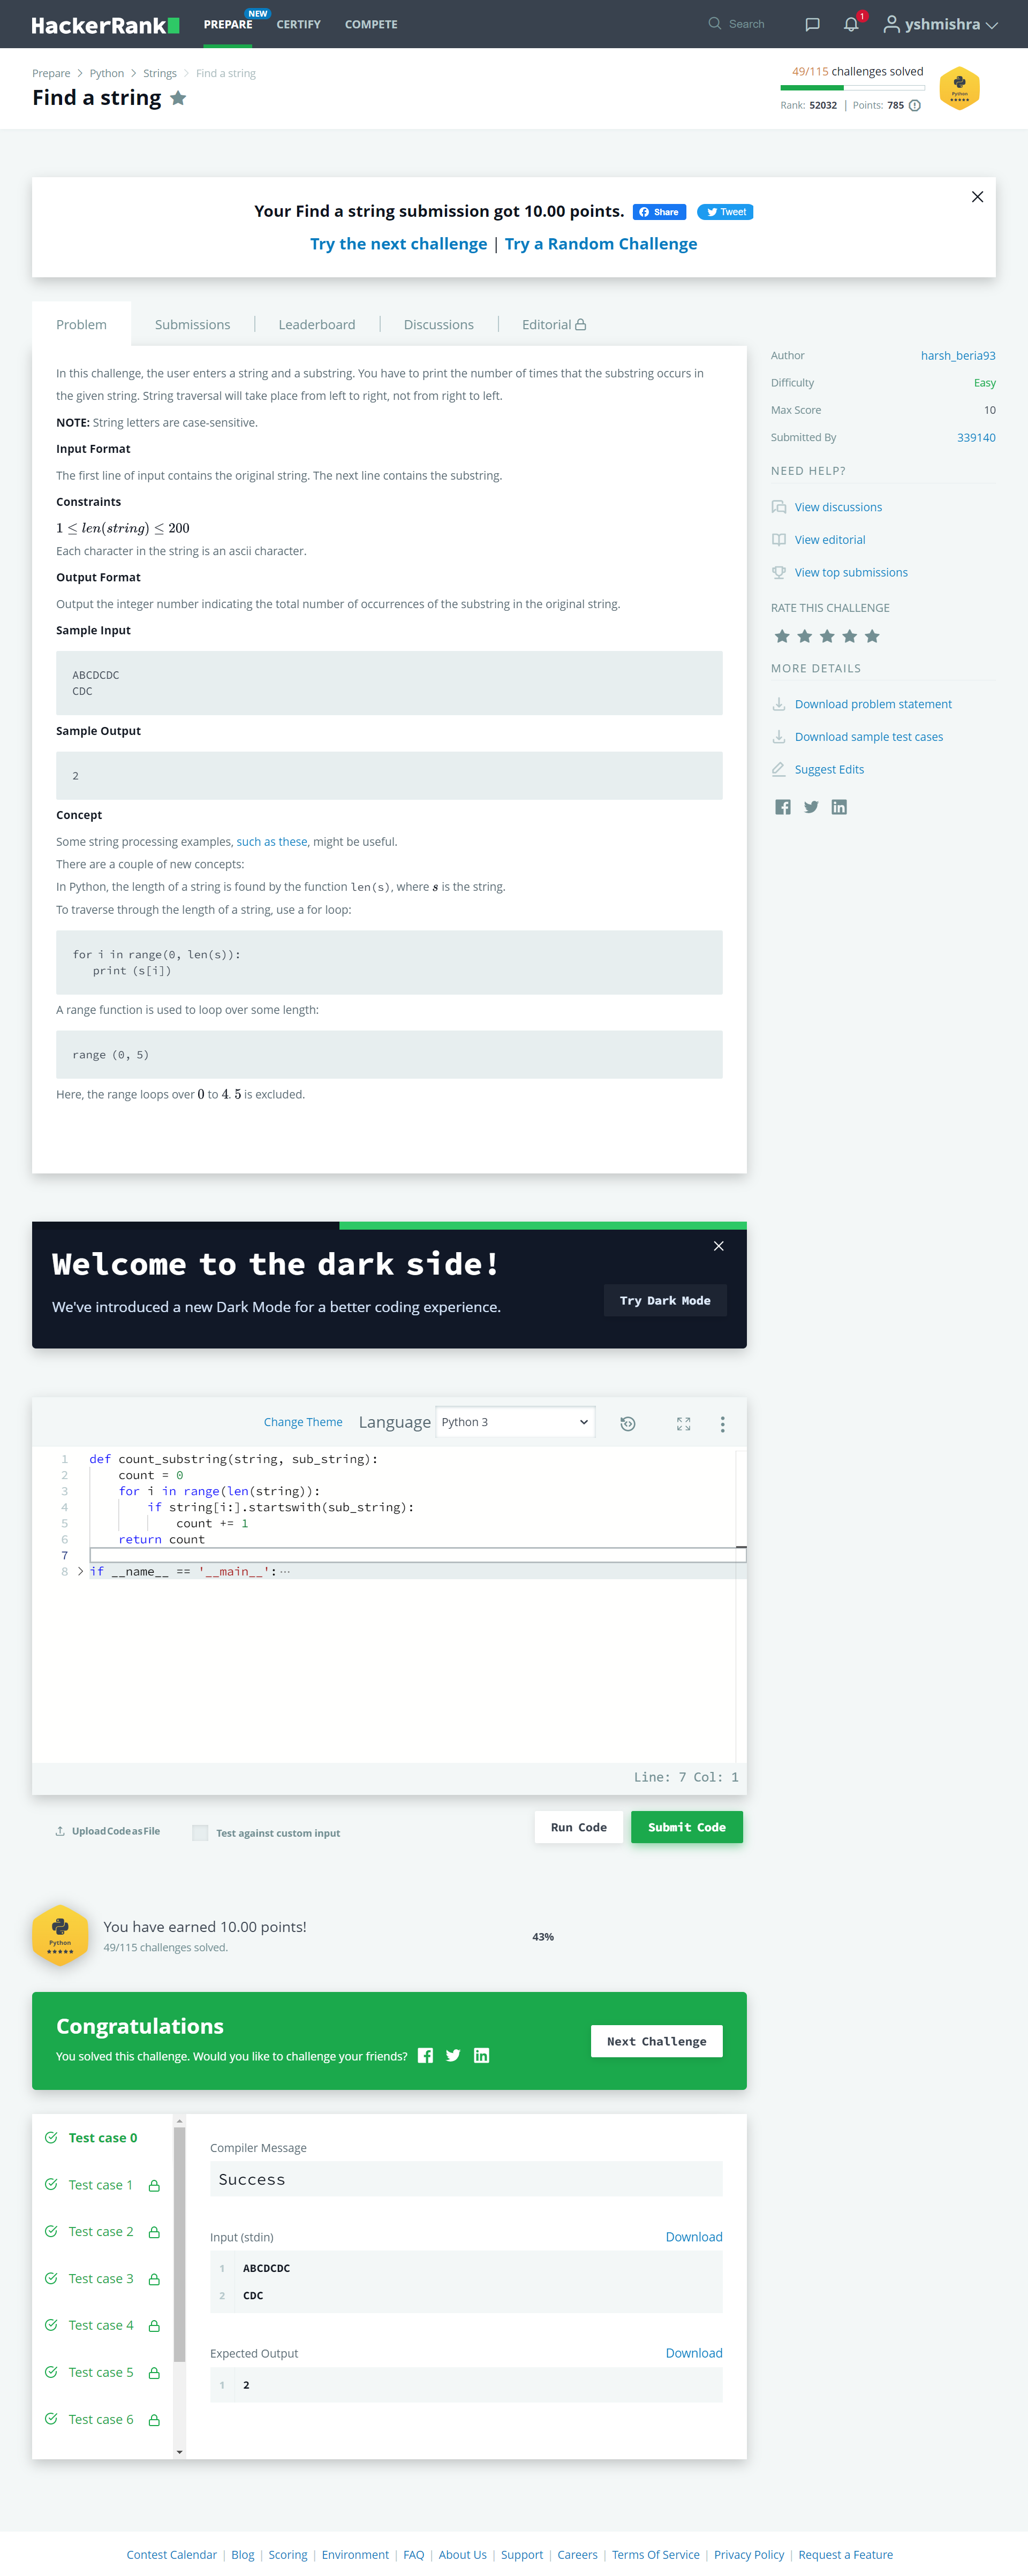 HackerRank
PREPARE NEW CERTIFY COMPETE Search 1 yshmishra
Prepare > Python > Strings > Find a string
Find a string
49/115 challenges solved
Rank: 52032 | Points: 785
Python
Your Find a string submission got 10.00 points. Share Tweet
Try the next challenge | Try a Random Challenge
Problem Submissions Leaderboard Discussions Editorial
In this challenge, the user enters a string and a substring. You have to print the number of times that the substring occurs in
the given string. String traversal will take place from left to right, not from right to left.
NOTE: String letters are case-sensitive.
Input Format
The first line of input contains the original string. The next line contains the substring.
Constraints
1 ≤ len(string) ≤ 200
Each character in the string is an ascii character.
Output Format
Output the integer number indicating the total number of occurrences of the substring in the original string.
Sample Input
ABCDCDC
CDC
Sample Output
2
Concept
Some string processing examples, such as these, might be useful.
There are a couple of new concepts:
In Python, the length of a string is found by the function len(s), where s is the string.
To traverse through the length of a string, use a for loop:
for i in range(0, len(s)):
    print (s[i])
A range function is used to loop over some length:
range (0, 5)
Here, the range loops over 0 to 4. 5 is excluded.
Author harsh_beria93
Difficulty Easy
Max Score 10
Submitted By 339140
NEED HELP?
View discussions
View editorial
View top submissions
RATE THIS CHALLENGE
MORE DETAILS
Download problem statement
Download sample test cases
Suggest Edits
Welcome to the dark side!
We've introduced a new Dark Mode for a better coding experience.
Try Dark Mode
Change Theme Language Python 3
1 def count_substring(string, sub_string):
2     count = 0
3     for i in range(len(string)):
4         if string[i:].startswith(sub_string):
5             count += 1
6     return count
7
8 > if __name__ == '__main__': ···
Line: 7 Col: 1
Upload Code as File Test against custom input Run Code Submit Code
Python
You have earned 10.00 points!
49/115 challenges solved.
43%
Congratulations
You solved this challenge. Would you like to challenge your friends?
Next Challenge
Test case 0
Test case 1
Test case 2
Test case 3
Test case 4
Test case 5
Test case 6
Compiler Message
Success
Input (stdin) Download
1 ABCDCDC
2 CDC
Expected Output Download
1 2
Contest Calendar | Blog | Scoring | Environment | FAQ | About Us | Support | Careers | Terms Of Service | Privacy Policy | Request a Feature